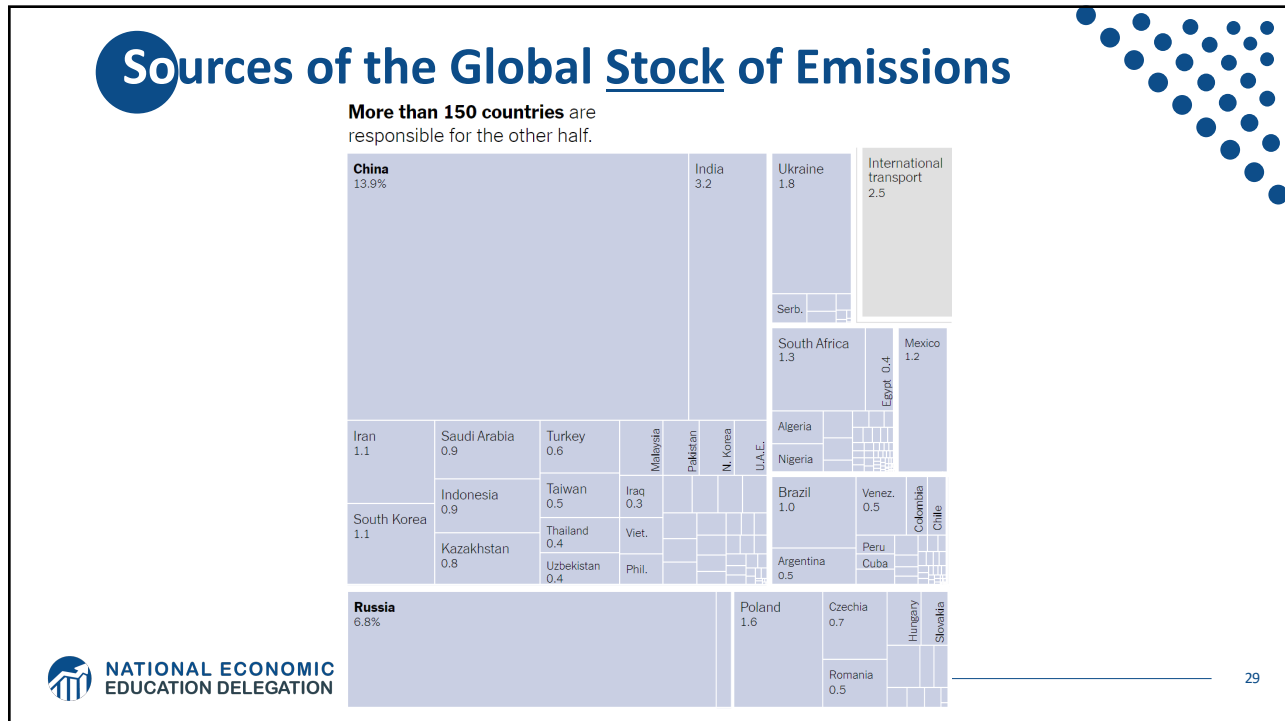 Sources of the Global Stock of Emissions
More than 150 countries are
responsible for the other half.
China
13.9%
India
3.2
Ukraine
1.8
International
transport
2.5
Serb.
South Africa
1.3
Egypt 0.4
Mexico
1.2
Algeria
Nigeria
Iran
1.1
Saudi Arabia
0.9
Turkey
0.6
Malaysia
Pakistan
N. Korea
U.A.E.
Indonesia
0.9
Taiwan
0.5
Iraq
0.3
South Korea
1.1
Kazakhstan
0.8
Thailand
0.4
Viet.
Uzbekistan
0.4
Phil.
Brazil
1.0
Venez.
0.5
Colombia
Chile
Argentina
0.5
Peru
Cuba
Russia
6.8%
Poland
1.6
Czechia
0.7
Hungary
Slovakia
Romania
0.5
NATIONAL ECONOMIC
EDUCATION DELEGATION
29